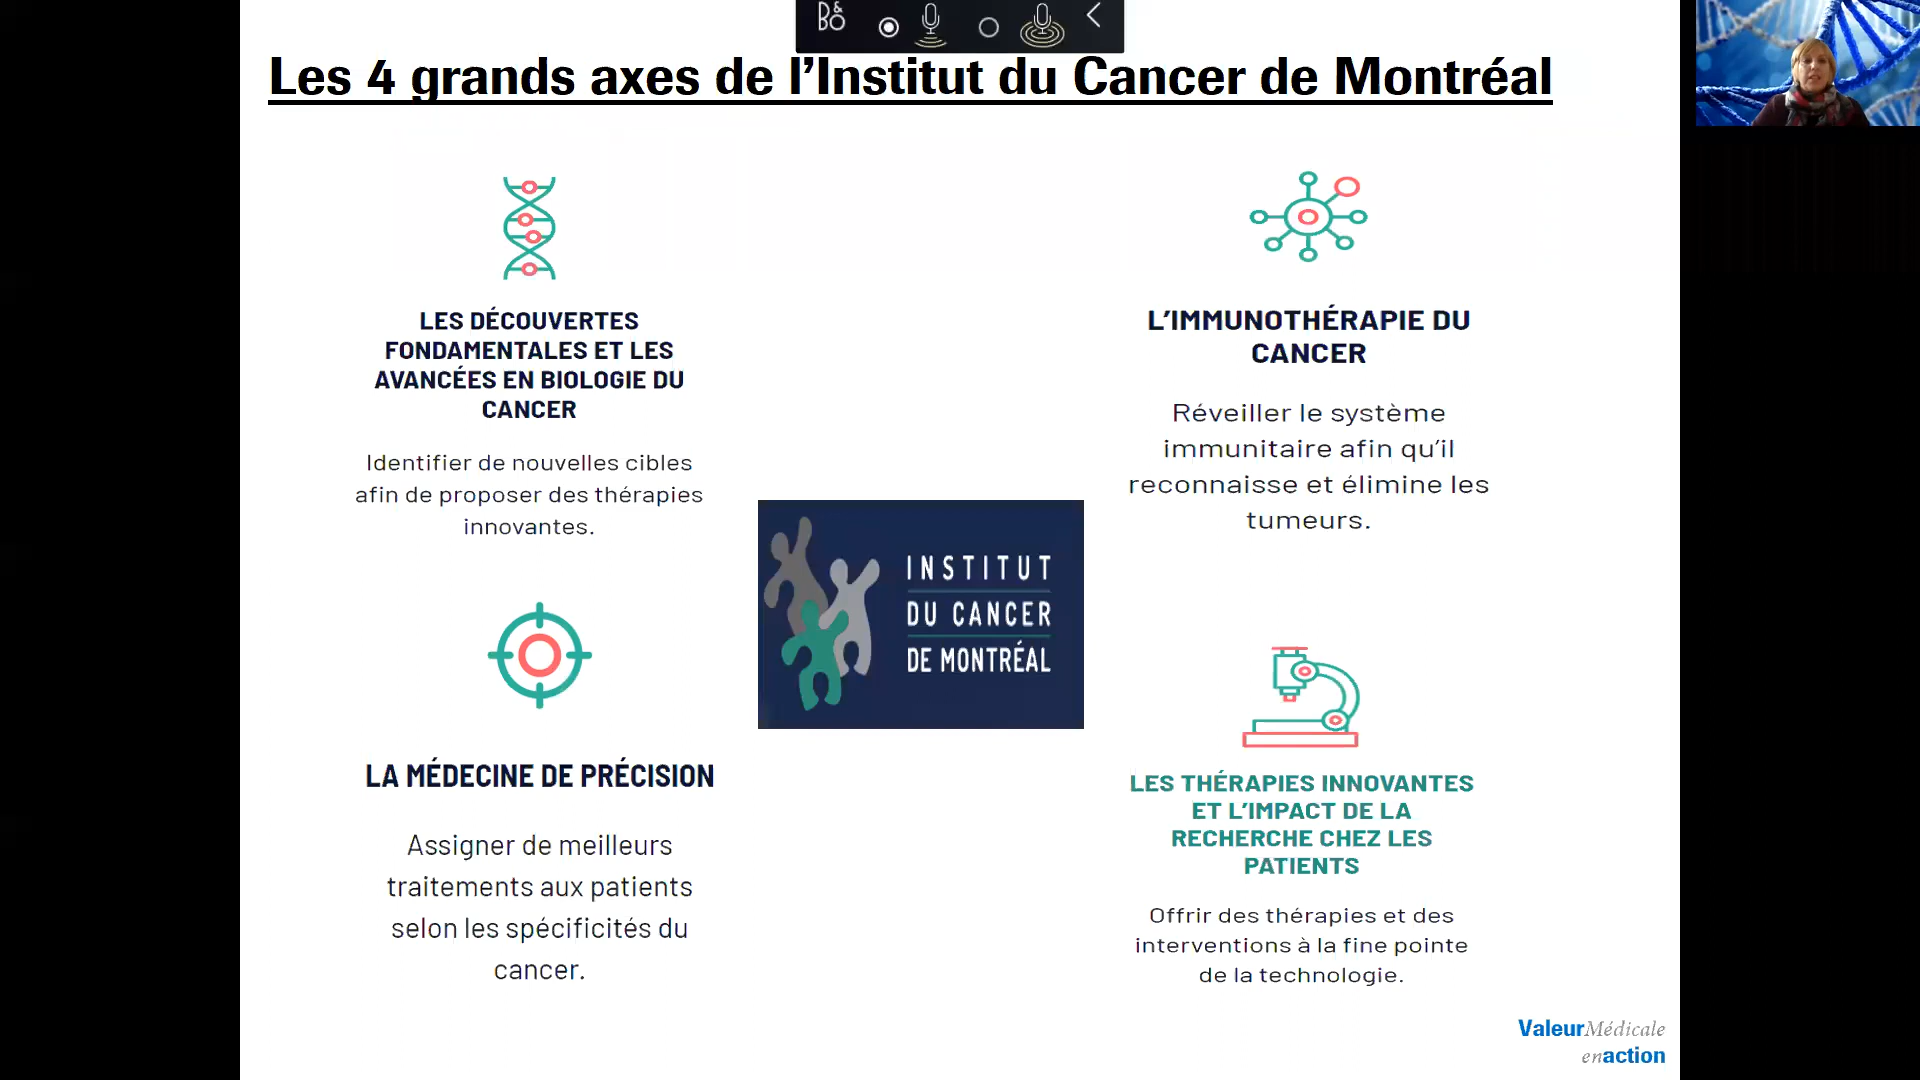 B&O
Les 4 grands axes de l’Institut du Cancer de Montréal
LES DÉCOUVERTES
FONDAMENTALES ET LES
AVANCÉES EN BIOLOGIE DU
CANCER
Identifier de nouvelles cibles
afin de proposer des thérapies
innovantes.
L’IMMUNOTHÉRAPIE DU
CANCER
Réveiller le système
immunitaire afin qu’il
reconnaisse et élimine les
tumeurs.
INSTITUT
DU CANCER
DE MONTRÉAL
LA MÉDECINE DE PRÉCISION
Assigner de meilleurs
traitements aux patients
selon les spécificités du
cancer.
LES THÉRAPIES INNOVANTES
ET L’IMPACT DE LA
RECHERCHE CHEZ LES
PATIENTS
Offrir des thérapies et des
interventions à la fine pointe
de la technologie.
ValeurMédicale
enaction